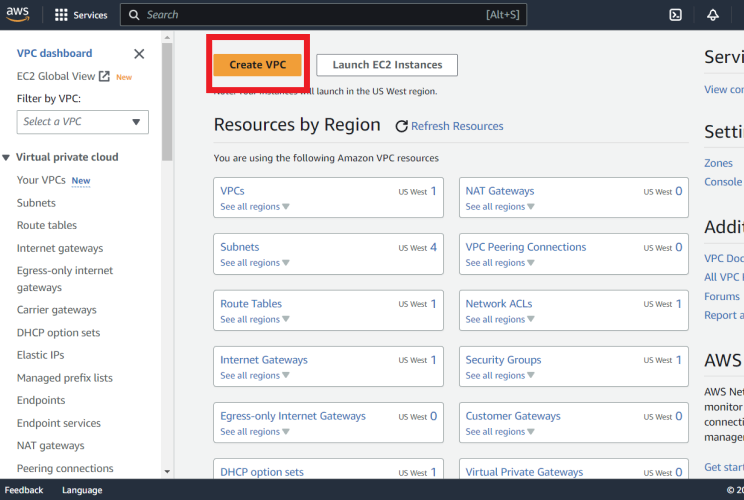 aws
Services
Search
[Alt+S]
VPC dashboard
EC2 Global View New
Filter by VPC:
Select a VPC
Virtual private cloud
Your VPCs New
Subnets
Route tables
Internet gateways
Egress-only internet
gateways
Carrier gateways
DHCP option sets
Elastic IPs
Managed prefix lists
Endpoints
Endpoint services
NAT gateways
Peering connections
Create VPC
Launch EC2 Instances
Note: Your Instances will launch in the US West region.
Resources by Region Refresh Resources
You are using the following Amazon VPC resources
VPCs US West 1
See all regions
NAT Gateways US West 0
See all regions
Subnets US West 4
See all regions
VPC Peering Connections US West 0
See all regions
Route Tables US West 1
See all regions
Network ACLs US West 1
See all regions
Internet Gateways US West 1
See all regions
Security Groups US West 1
See all regions
Egress-only Internet Gateways US West 0
See all regions
Customer Gateways US West 0
See all regions
DHCP option sets US West 1
Virtual Private Gateways US West 0
Servi
View cor
Setti
Zones
Console
Addit
VPC Doc
All VPC
Forums
Report a
AWS
AWS Net
monitor
connecti
manager
Get start
Feedback
Language
© 20